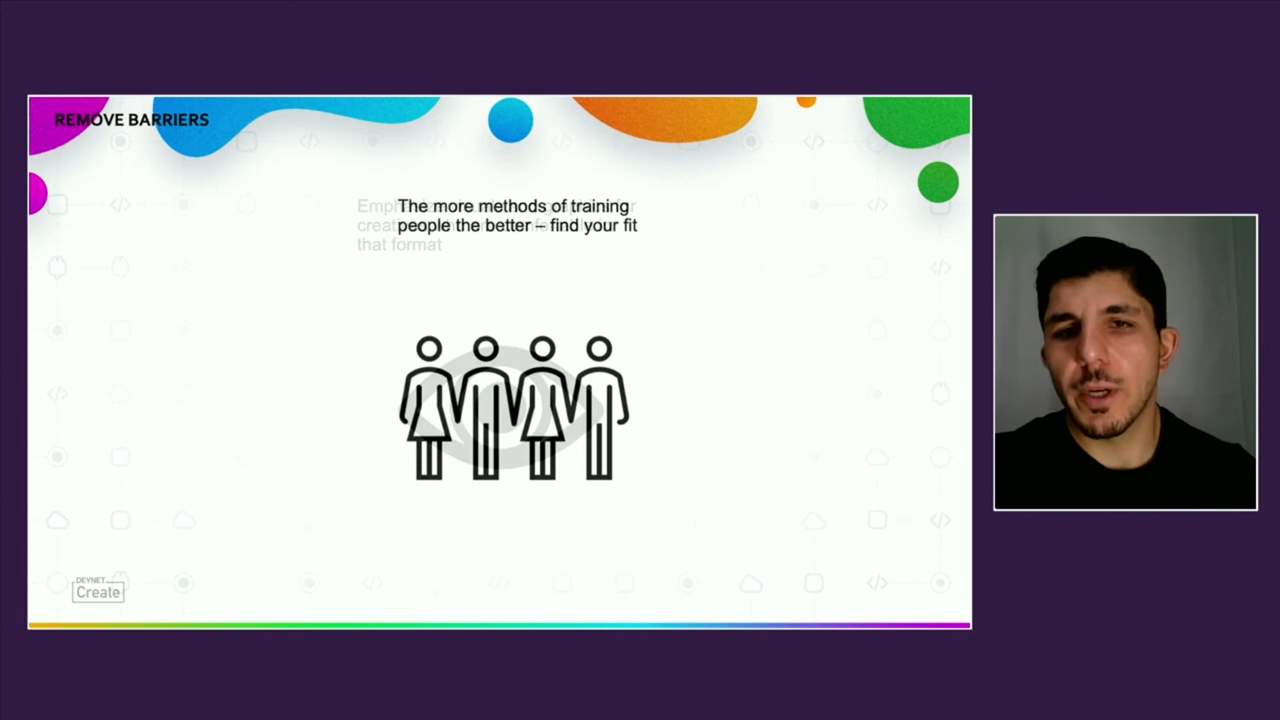 REMOVE BARRIERS
The more methods of training
people the better – find your fit
that format
DEVNET
Create